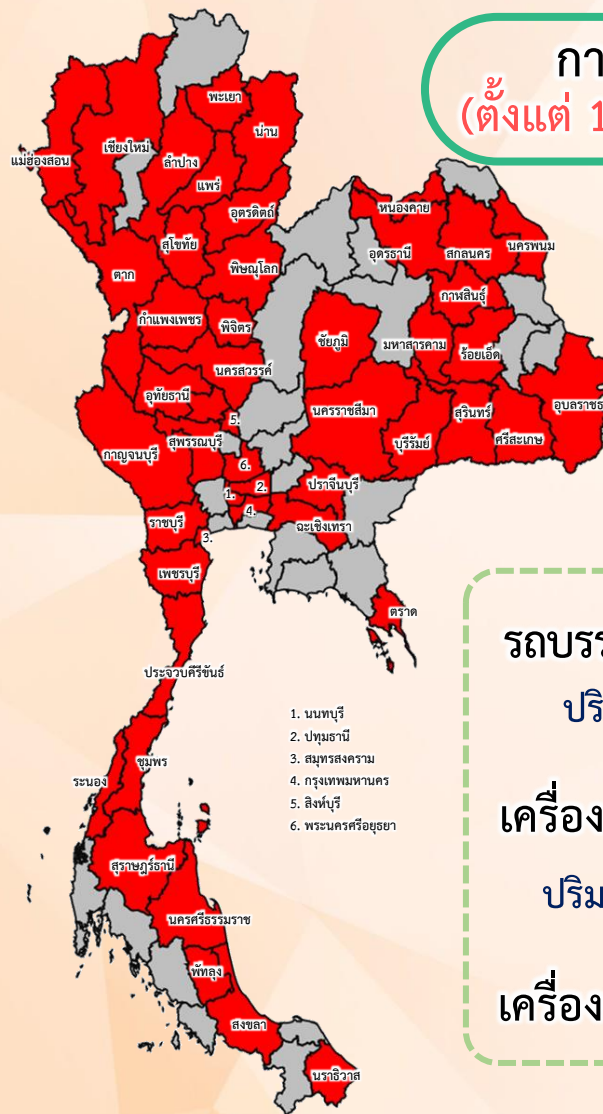 กา
(ตั้งแต่ 1
พะเยา
น่าน
เชียงใหม่
แม่ฮ่องสอน
ลำปาง
แพร่
อุตรดิตถ์
หนองคาย
สุโขทัย
อุดรธานี
สกลนคร
นครพนม
ตาก
พิษณุโลก
กาฬสินธุ์
กำแพงเพชร
พิจิตร
ชัยภูมิ
มหาสารคาม
ร้อยเอ็ด
นครสวรรค์
อุทัยธานี
นครราชสีมา
สุรินทร์
อุบลราชธ
5.
สุพรรณบุรี
บุรีรัมย์
ศรีสะเกษ
กาญจนบุรี
6.
ปราจีนบุรี
1.
2.
4.
ราชบุรี
ฉะเชิงเทรา
3.
เพชรบุรี
ตราด
รถบรร
ประจวบคีรีขันธ์
ปริ
1. นนทบุรี
2. ปทุมธานี
3. สมุทรสงคราม
4. กรุงเทพมหานคร
5. สิงห์บุรี
6. พระนครศรีอยุธยา
ชุมพร
ระนอง
เครื่อง
สุราษฎร์ธานี
ปริม
นครศรีธรรมราช
พัทลุง
เครื่อง
สงขลา
นราธิวาส